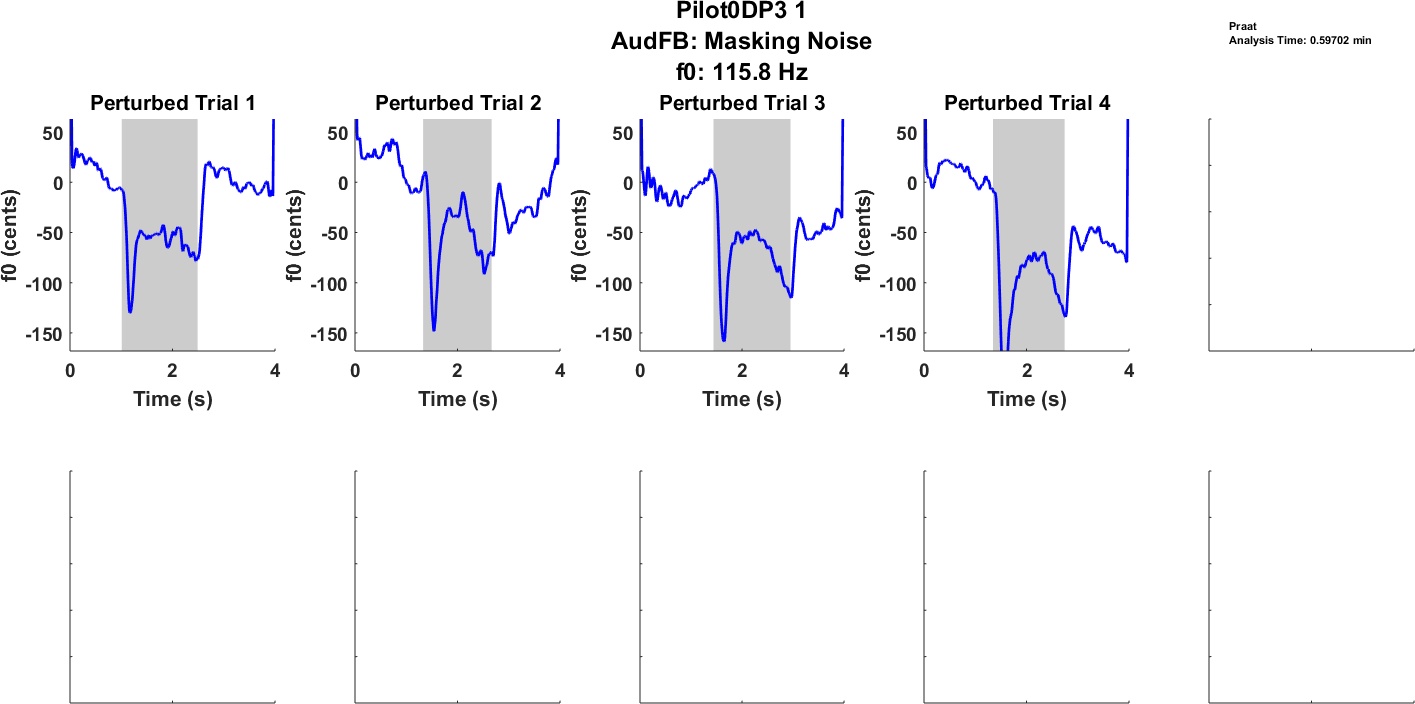 Pilot0DP3 1
AudFB: Masking Noise
f0: 115.8 Hz
Praat
Analysis Time: 0.59702 min
Perturbed Trial 1
Perturbed Trial 2
Perturbed Trial 3
Perturbed Trial 4
f0 (cents)
50
0
-50
-100
-150
0
2
4
Time (s)
f0 (cents)
50
0
-50
-100
-150
0
2
4
Time (s)
f0 (cents)
50
0
-50
-100
-150
0
2
4
Time (s)
f0 (cents)
50
0
-50
-100
-150
0
2
4
Time (s)